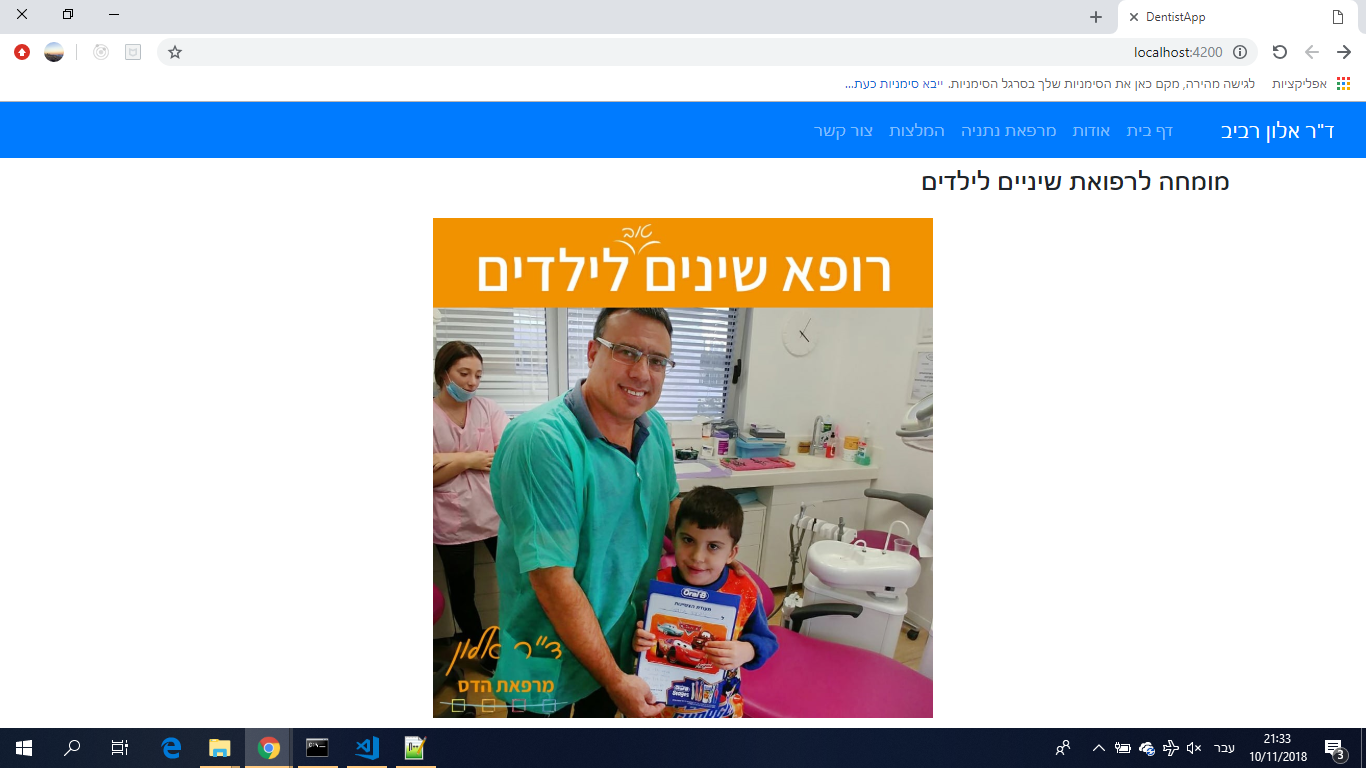 DentistApp
localhost:4200
אפליקציות לגישה מהירה, מקם כאן את הסימניות שלך בסרגל הסימניות. ייבא סימניות כעת...
ד"ר אלון רביב דף בית אודות מרפאת נתניה המלצות צור קשר
מומחה לרפואת שיניים לילדים
טוב
רופא שינים לילדים
Oral B
תעודת הצטיינות
ד"ר אלון
מרפאת הדס
עבר
21:33
10/11/2018
3